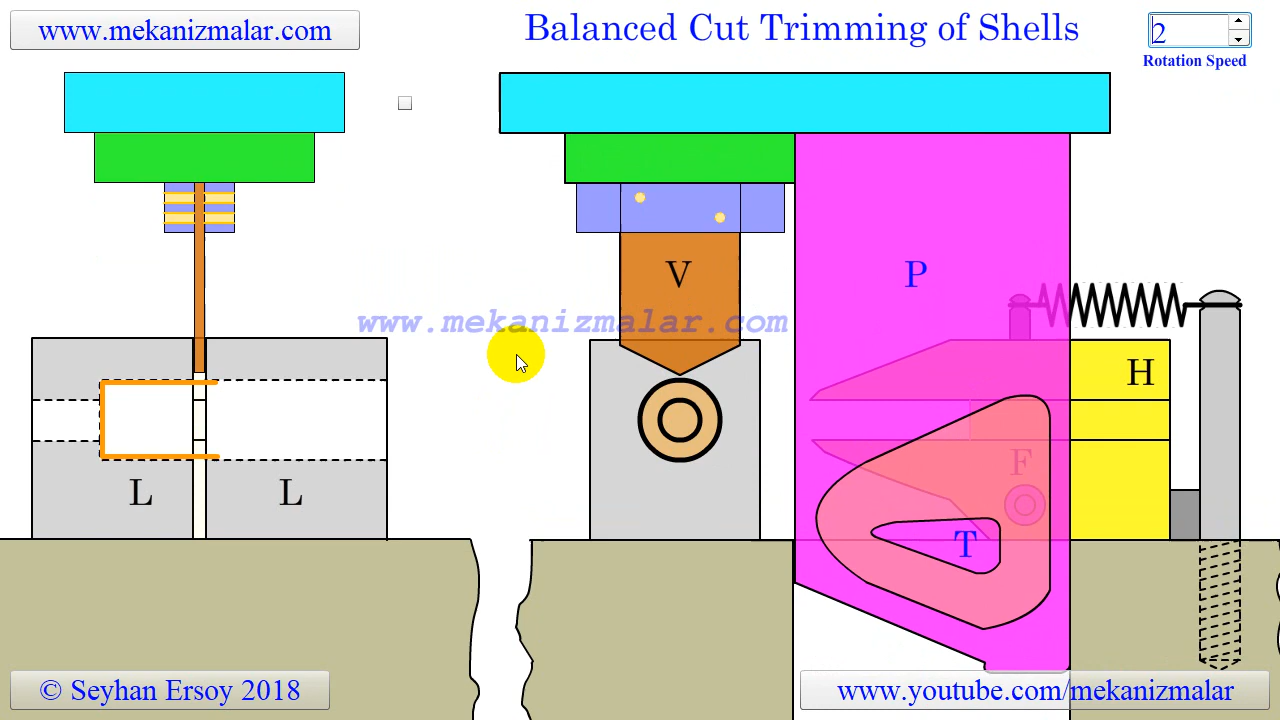 www.mekanizmalar.com
Balanced Cut Trimming of Shells
2
Rotation Speed
V
P
www.mekanizmalar.com
H
F
L
L
T
© Seyhan Ersoy 2018
www.youtube.com/mekanizmalar